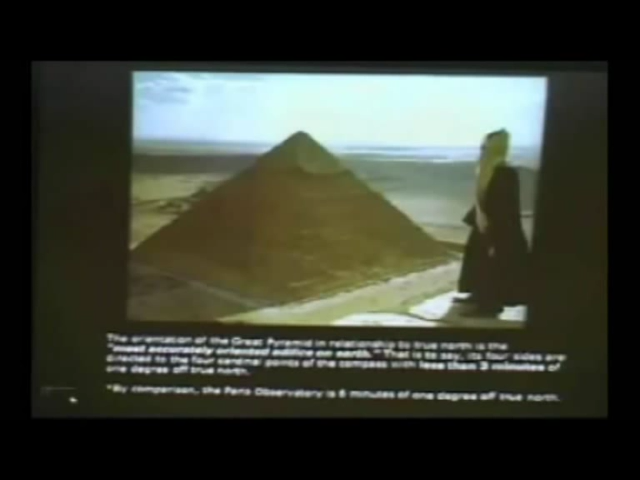 The orientation of the Great Pyramid in relationship to true north is the
"most accurately oriented edifice on earth." That is to say, its four sides are
directed to the four cardinal points of the compass with less than 3 minutes of
one degree off true north.
*By comparison, the Paris Observatory is 6 minutes of one degree off true north.